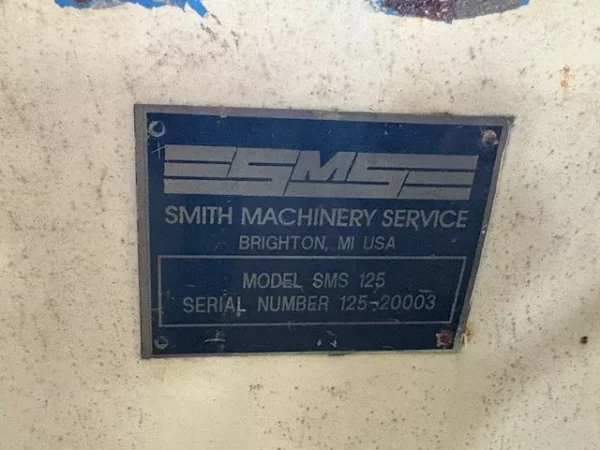 SMS
SMITH MACHINERY SERVICE
BRIGHTON, MI USA
MODEL SMS 125
SERIAL NUMBER 125-20003